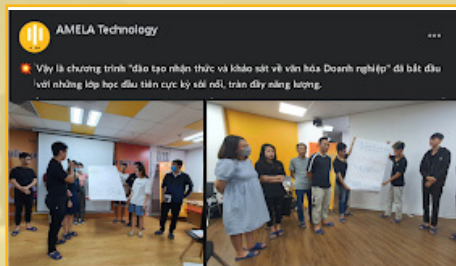 AMELA Technology
Vậy là chương trình "đào tạo nhận thức và khảo sát về văn hóa Doanh nghiệp" đã bắt đầu
với những lớp học đầu tiên cực kỳ sôi nổi, tràn đầy năng lượng.